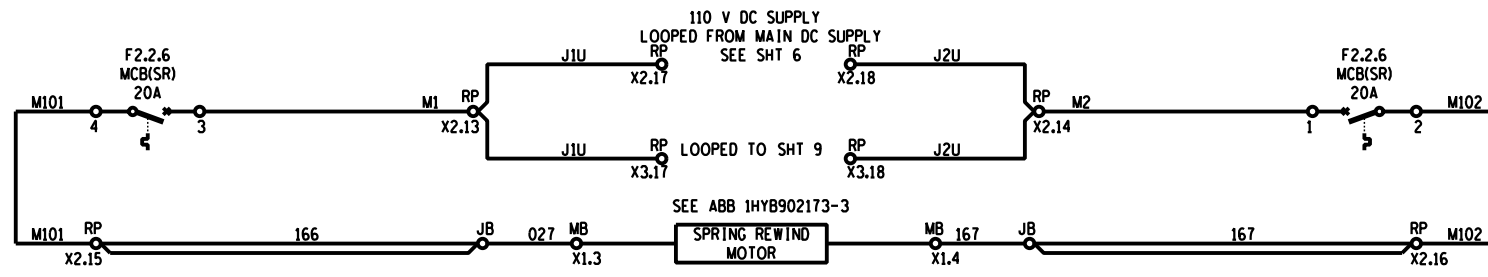 110 V DC SUPPLY
LOOPED FROM MAIN DC SUPPLY
SEE SHT 6
F2.2.6
MCB(SR)
20A
F2.2.6
MCB(SR)
20A
J1U
RP
X2.17
RP
X2.18
J2U
M101
4
3
M1
RP
X2.13
RP
X2.14
M2
1
2
M102
J1U
RP
X3.17
LOOPED TO SHT 9
RP
X3.18
J2U
SEE ABB 1HYB902173-3
M101
RP
X2.15
166
JB
027
MB
X1.3
SPRING REWIND
MOTOR
MB
X1.4
167
JB
167
RP
X2.16
M102